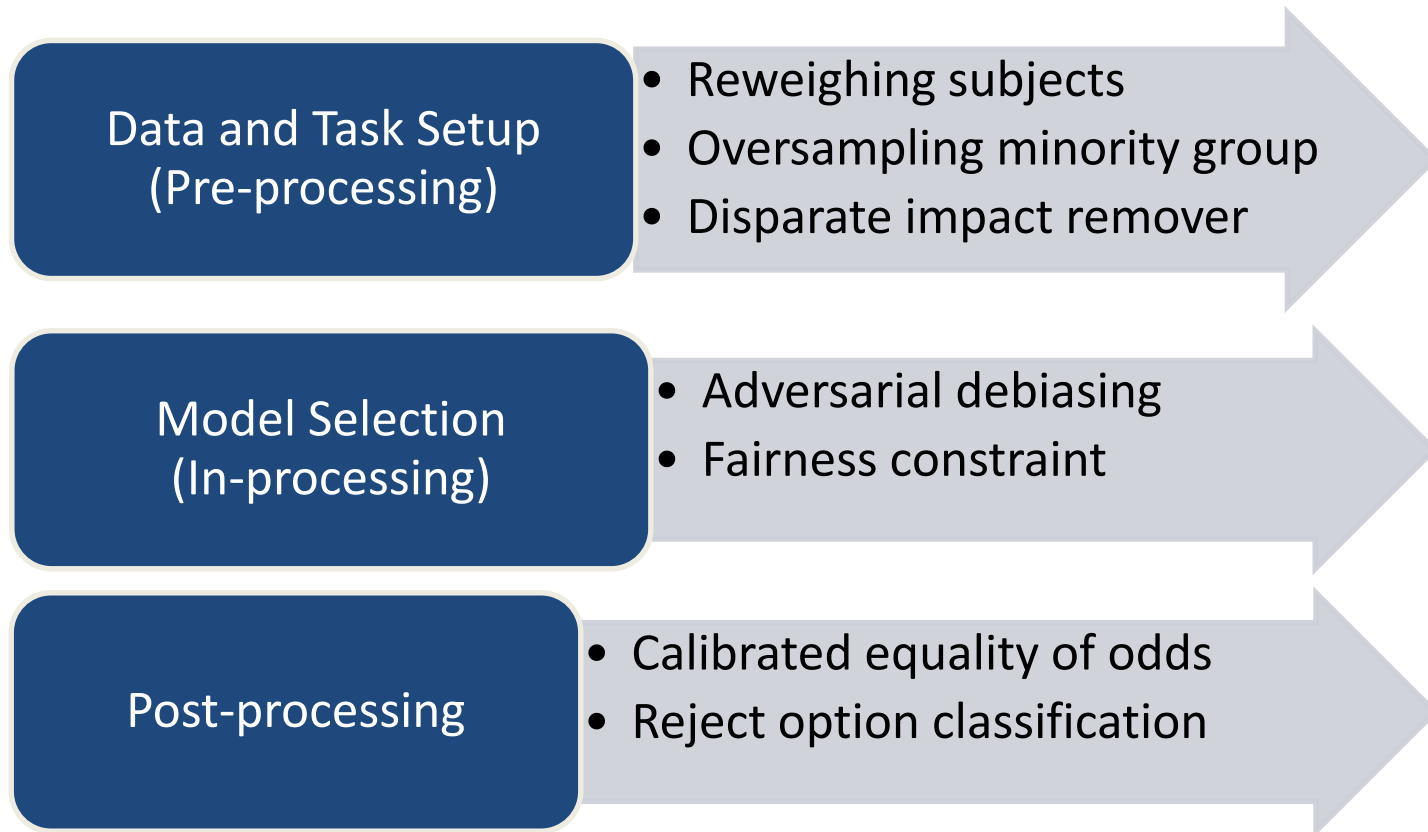 Data and Task Setup
(Pre-processing)
• Reweighing subjects
• Oversampling minority group
• Disparate impact remover
Model Selection
(In-processing)
• Adversarial debiasing
• Fairness constraint
Post-processing
• Calibrated equality of odds
• Reject option classification